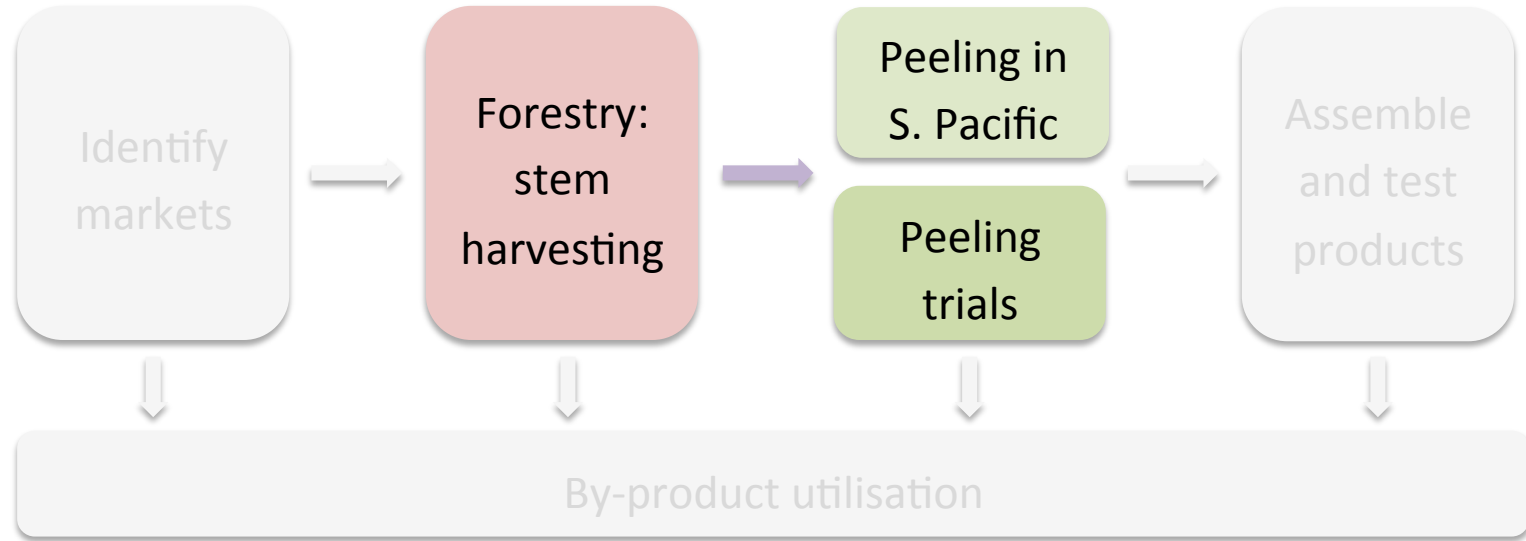 Identify
markets
Forestry:
stem
harvesting
Peeling in
S. Pacific
Peeling
trials
Assemble
and test
products
By-product utilisation